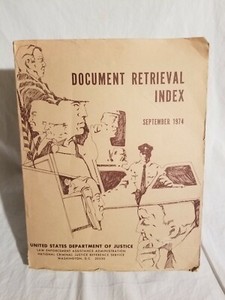 DOCUMENT RETRIEVAL
INDEX
SEPTEMBER 1974
UNITED STATES DEPARTMENT OF JUSTICE
LAW ENFORCEMENT ASSISTANCE ADMINISTRATION
NATIONAL CRIMINAL JUSTICE REFERENCE SERVICE
WASHINGTON, D.C.